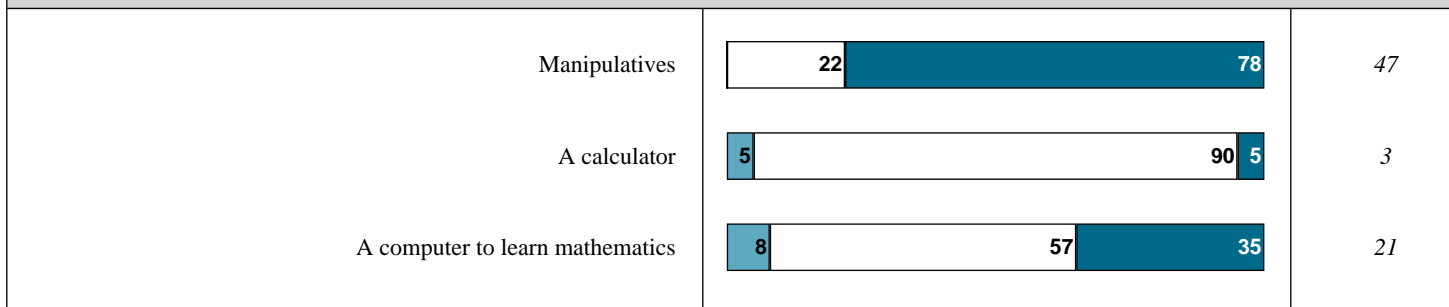 Manipulatives 22 78 47
A calculator 5 90 5 3
A computer to learn mathematics 8 57 35 21